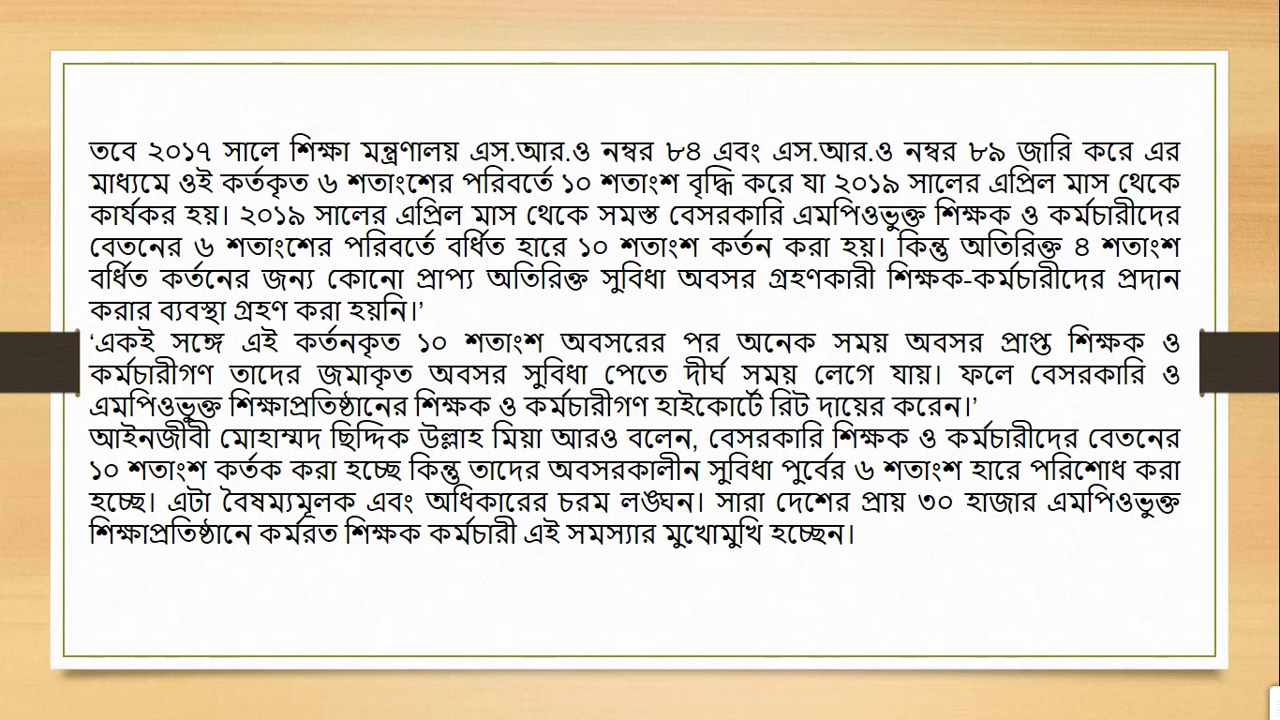 তবে ২০১৭ সালে শিক্ষা মন্ত্রণালয় এস.আর.ও নম্বর ৮৪ এবং এস.আর.ও নম্বর ৮৯ জারি করে এর
মাধ্যমে ওই কর্তকৃত ৬ শতাংশের পরিবর্তে ১০ শতাংশ বৃদ্ধি করে যা ২০১৯ সালের এপ্রিল মাস থেকে
কার্যকর হয়। ২০১৯ সালের এপ্রিল মাস থেকে সমস্ত বেসরকারি এমপিওভুক্ত শিক্ষক ও কর্মচারীদের
বেতনের ৬ শতাংশের পরিবর্তে বর্ধিত হারে ১০ শতাংশ কর্তন করা হয়। কিন্তু অতিরিক্ত ৪ শতাংশ
বর্ধিত কর্তনের জন্য কোনো প্রাপ্য অতিরিক্ত সুবিধা অবসর গ্রহণকারী শিক্ষক-কর্মচারীদের প্রদান
করার ব্যবস্থা গ্রহণ করা হয়নি।’
‘একই সঙ্গে এই কর্তনকৃত ১০ শতাংশ অবসরের পর অনেক সময় অবসর প্রাপ্ত শিক্ষক ও
কর্মচারীগণ তাদের জমাকৃত অবসর সুবিধা পেতে দীর্ঘ সময় লেগে যায়। ফলে বেসরকারি ও
এমপিওভুক্ত শিক্ষাপ্রতিষ্ঠানের শিক্ষক ও কর্মচারীগণ হাইকোর্টে রিট দায়ের করেন।’
আইনজীবী মোহাম্মদ ছিদ্দিক উল্লাহ মিয়া আরও বলেন, বেসরকারি শিক্ষক ও কর্মচারীদের বেতনের
১০ শতাংশ কর্তক করা হচ্ছে কিন্তু তাদের অবসরকালীন সুবিধা পুর্বের ৬ শতাংশ হারে পরিশোধ করা
হচ্ছে। এটা বৈষম্যমূলক এবং অধিকারের চরম লঙ্ঘন। সারা দেশের প্রায় ৩০ হাজার এমপিওভুক্ত
শিক্ষাপ্রতিষ্ঠানে কর্মরত শিক্ষক কর্মচারী এই সমস্যার মুখোমুখি হচ্ছেন।